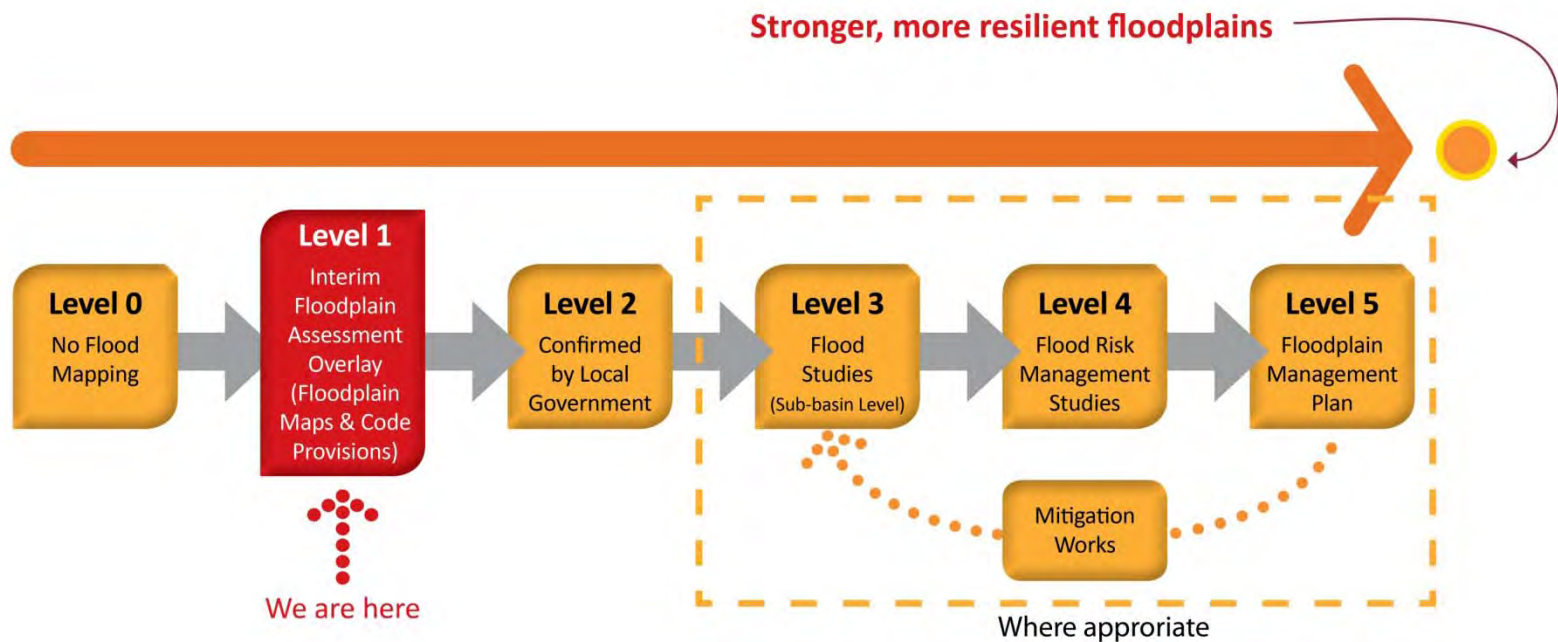 Stronger, more resilient floodplains
Level 0
No Flood
Mapping
Level 1
Interim
Floodplain
Assessment
Overlay
(Floodplain
Maps & Code
Provisions)
Level 2
Confirmed
by Local
Government
Level 3
Flood
Studies
(Sub-basin Level)
Level 4
Flood Risk
Management
Studies
Level 5
Floodplain
Management
Plan
Mitigation
Works
We are here
Where approriate